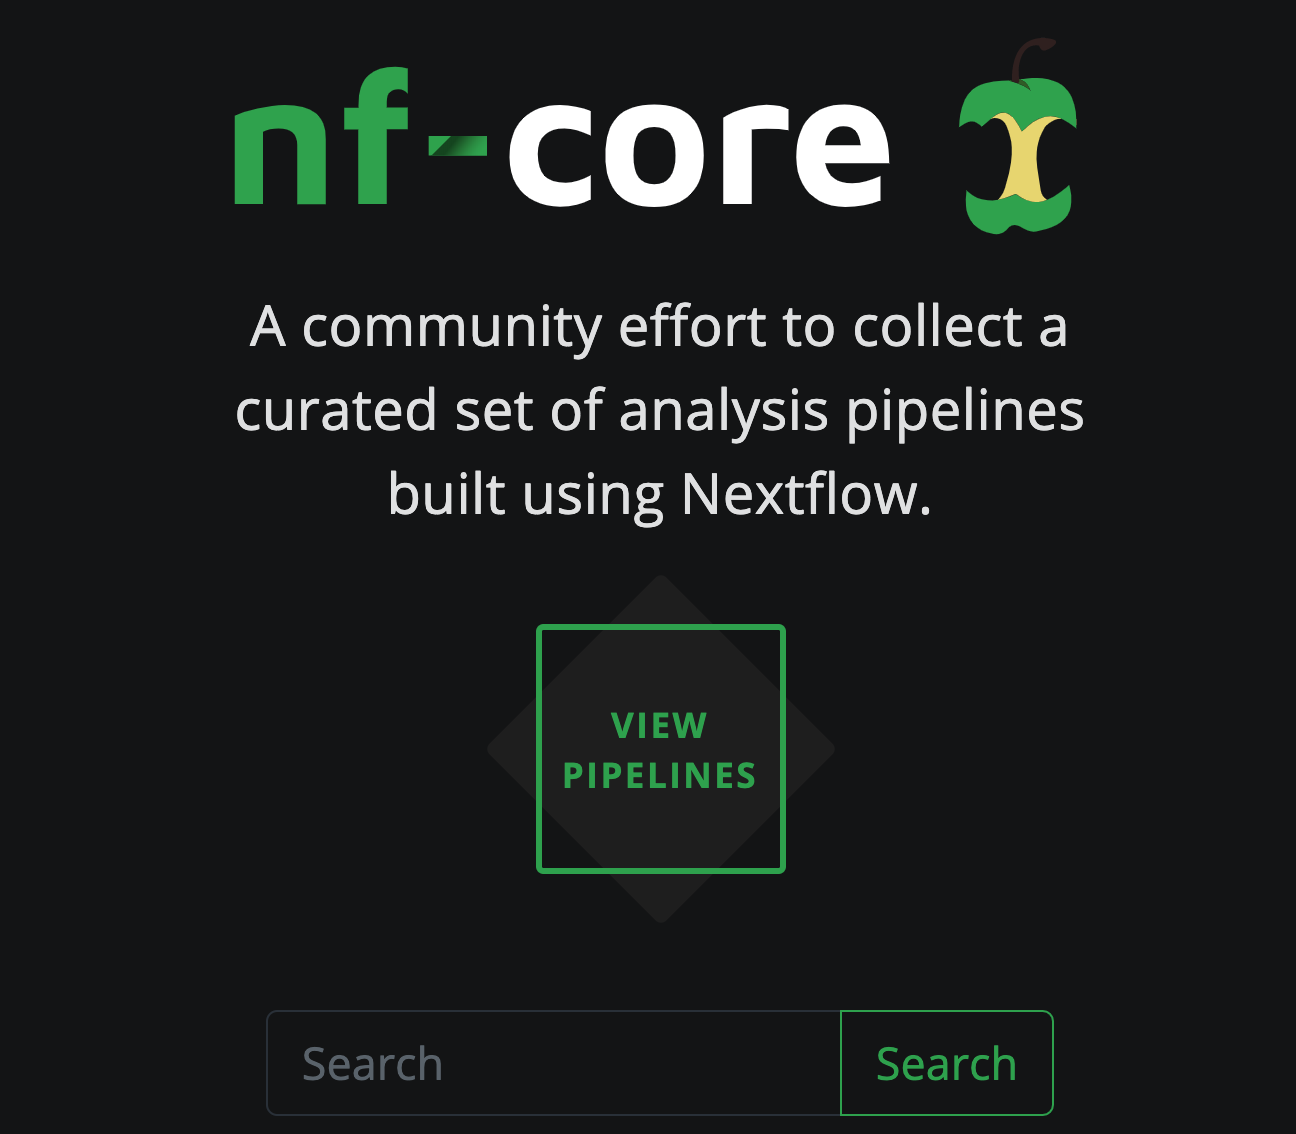 nf-core
A community effort to collect a
curated set of analysis pipelines
built using Nextflow.
VIEW
PIPELINES
Search Search